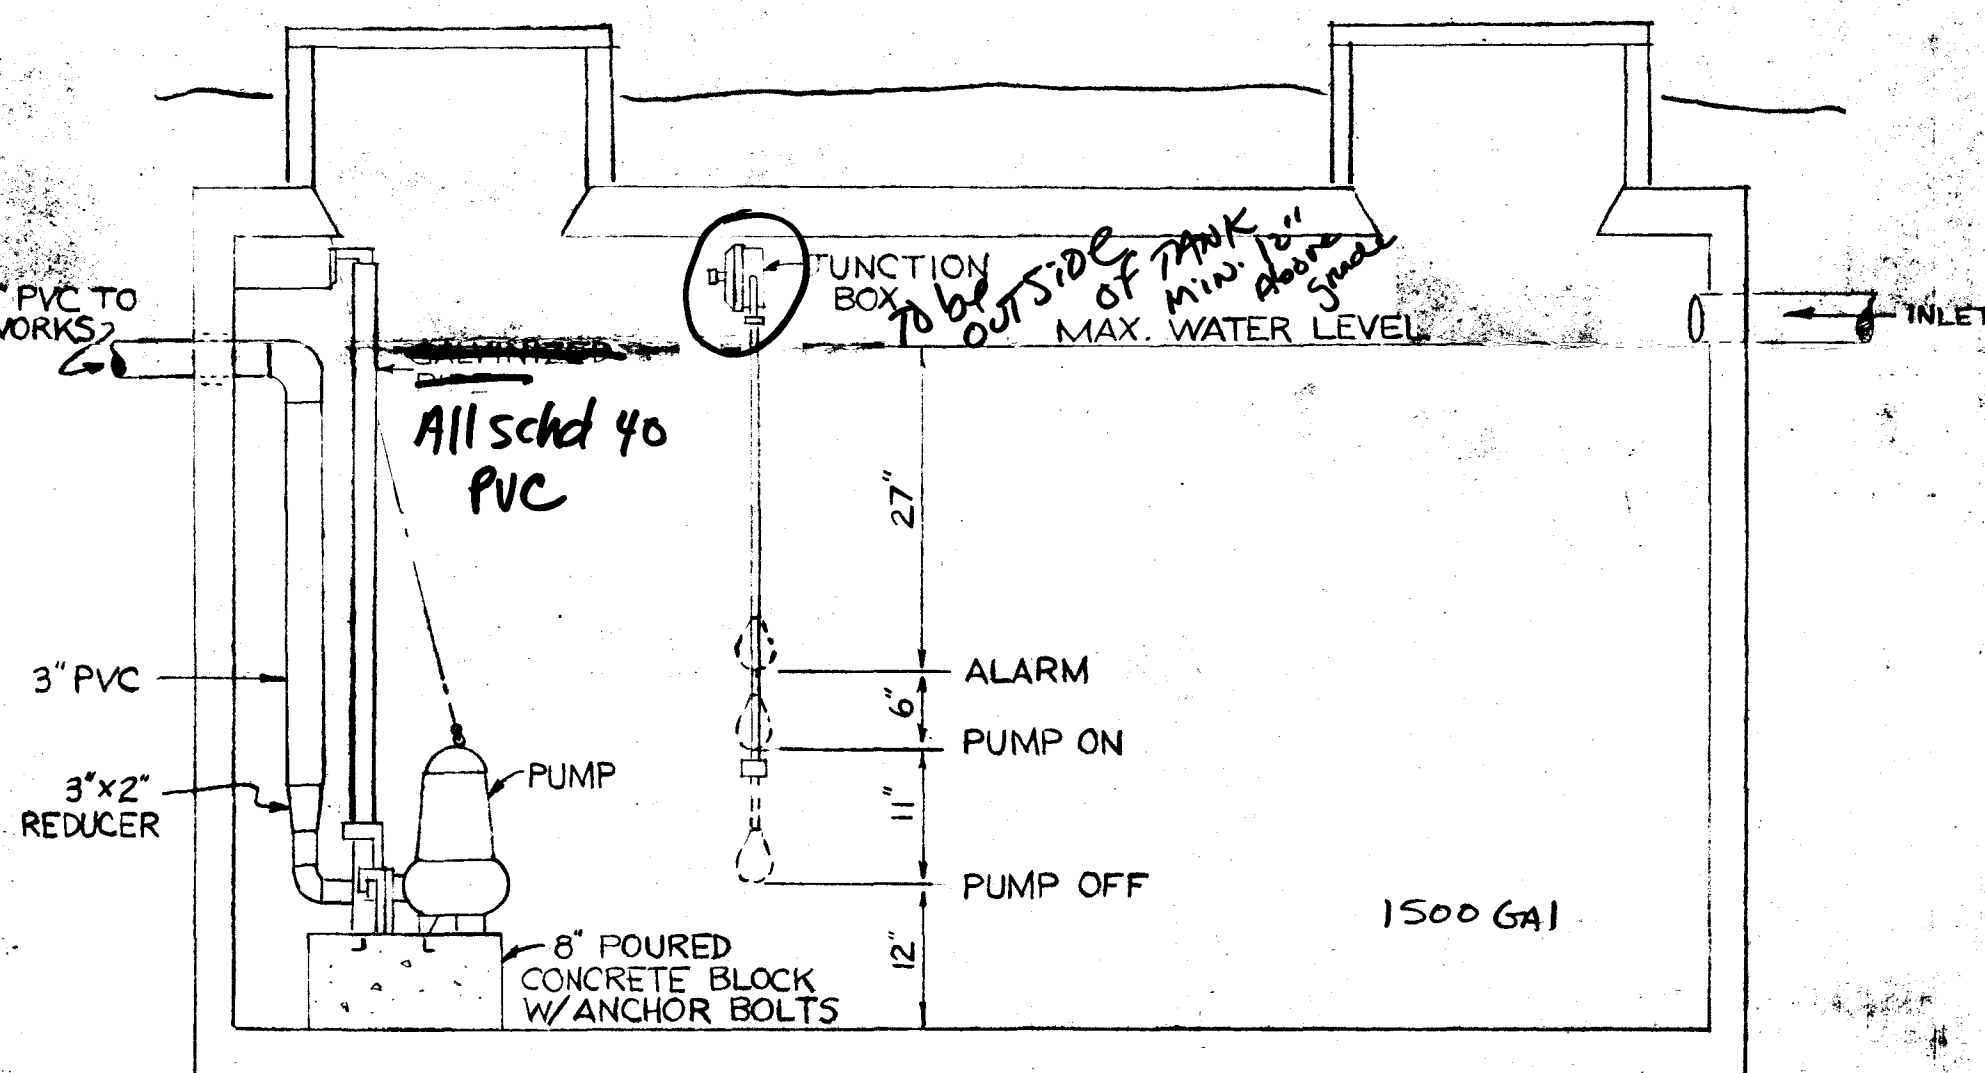 " PVC TO
WORKS
JUNCTION
BOX
To be
outside
of TANK
Min. 12"
Above
grade
MAX. WATER LEVEL
INLET
GALVINIZED
All schd 40
PVC
27"
3" PVC
ALARM
6"
PUMP ON
PUMP
3"x2"
REDUCER
11"
PUMP OFF
1500 GAl
8" POURED
CONCRETE BLOCK
W/ANCHOR BOLTS
12"